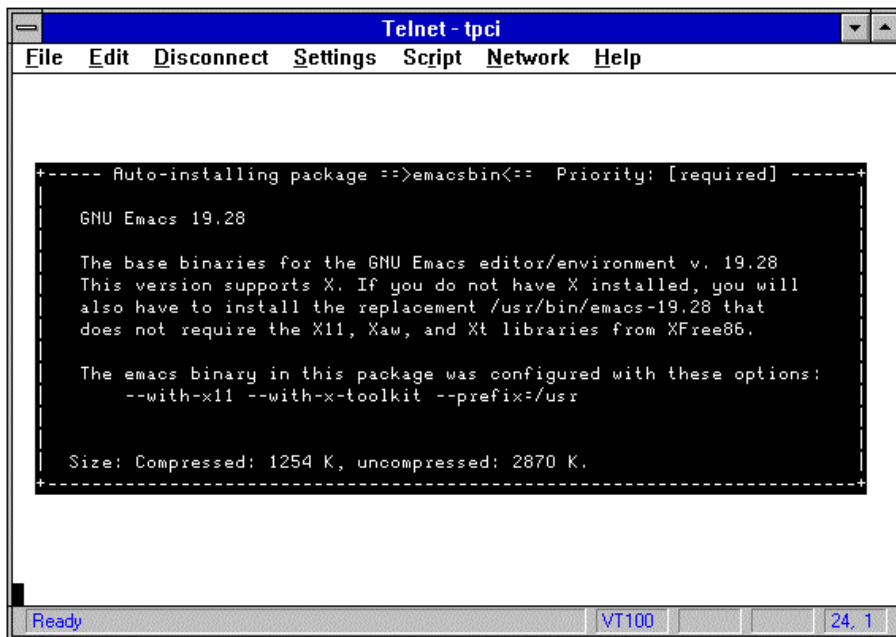 Telnet - tpci
File Edit Disconnect Settings Script Network Help
+----- Auto-installing package ==>emacsbin<==  Priority: [required] ------+
GNU Emacs 19.28
The base binaries for the GNU Emacs editor/environment v. 19.28
This version supports X. If you do not have X installed, you will
also have to install the replacement /usr/bin/emacs-19.28 that
does not require the X11, Xaw, and Xt libraries from XFree86.
The emacs binary in this package was configured with these options:
--with-x11 --with-x-toolkit --prefix=/usr
Size: Compressed: 1254 K, uncompressed: 2870 K.
Ready VT100 24, 1